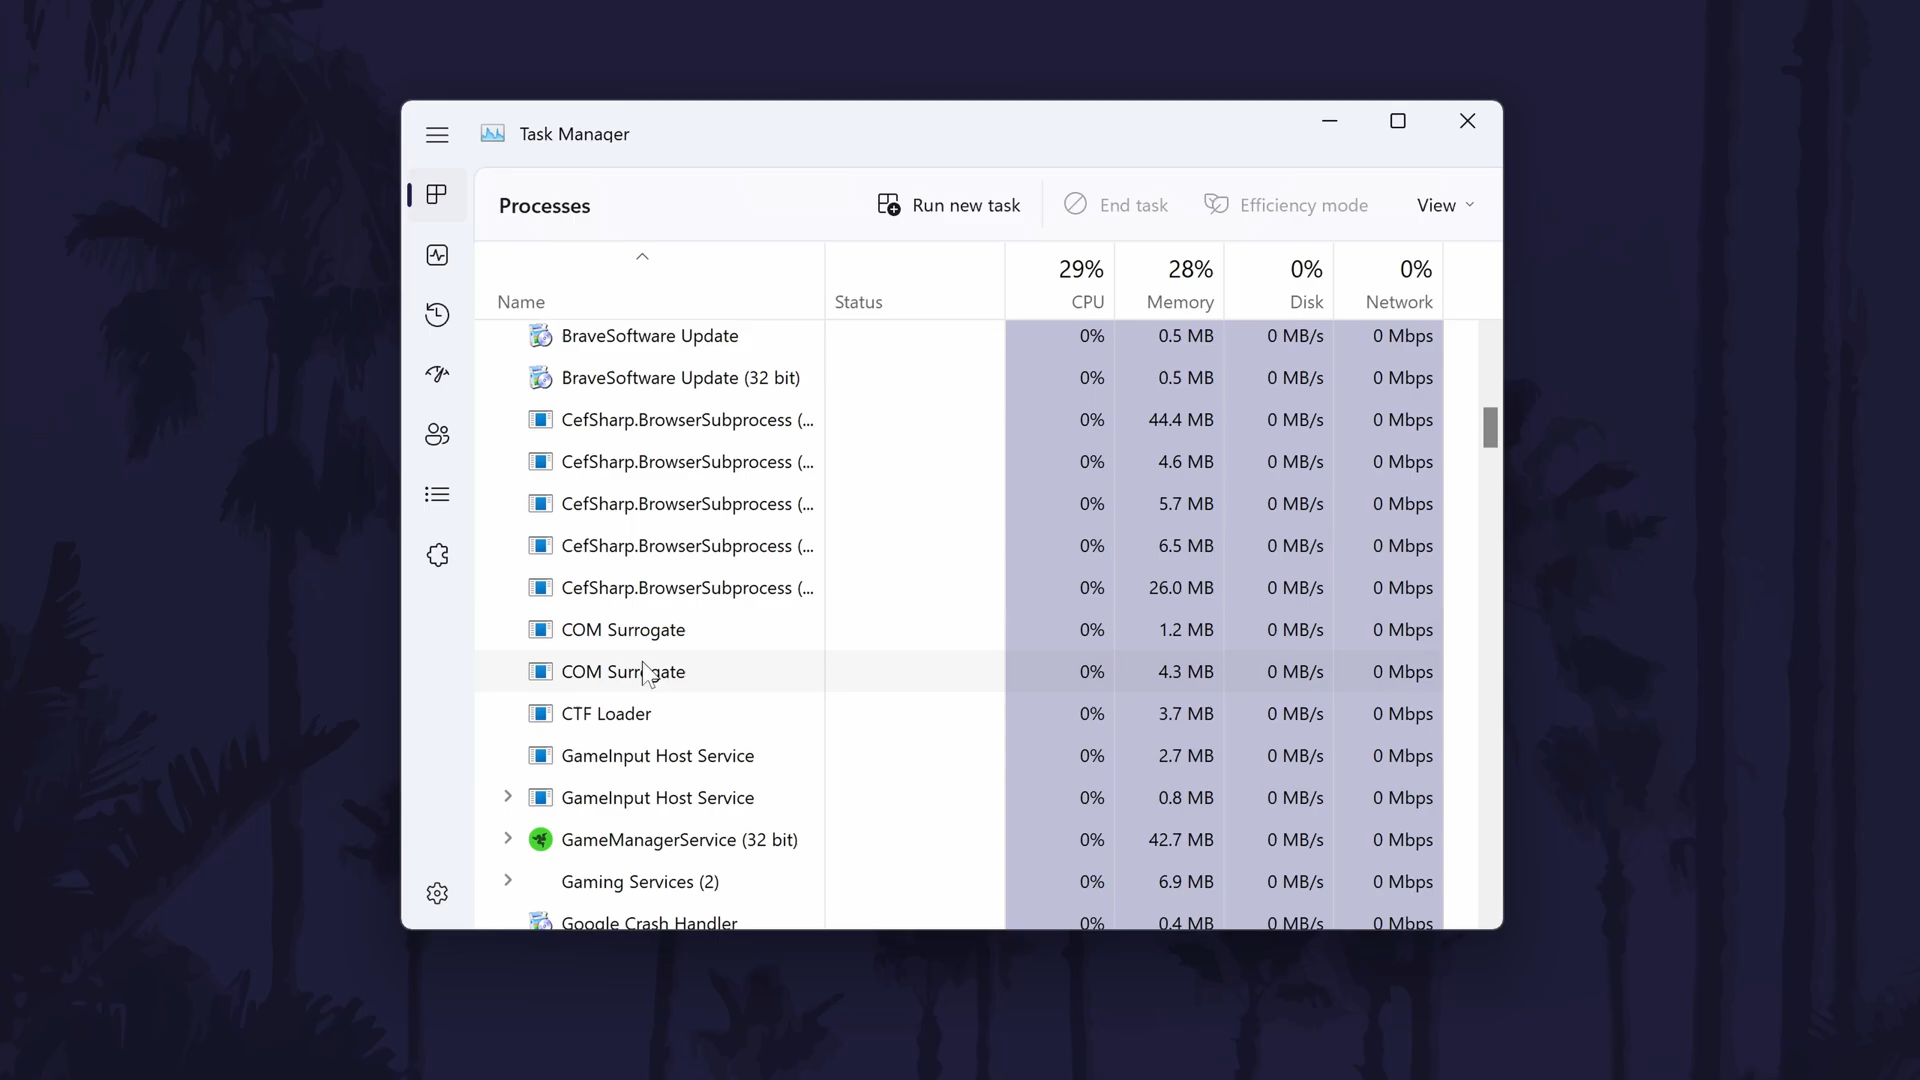 Task Manager
Processes
Run new task
End task
Efficiency mode
View
29% 28% 0% 0%
Name Status CPU Memory Disk Network
BraveSoftware Update 0% 0.5 MB 0 MB/s 0 Mbps
BraveSoftware Update (32 bit) 0% 0.5 MB 0 MB/s 0 Mbps
CefSharp.BrowserSubprocess (... 0% 44.4 MB 0 MB/s 0 Mbps
CefSharp.BrowserSubprocess (... 0% 4.6 MB 0 MB/s 0 Mbps
CefSharp.BrowserSubprocess (... 0% 5.7 MB 0 MB/s 0 Mbps
CefSharp.BrowserSubprocess (... 0% 6.5 MB 0 MB/s 0 Mbps
CefSharp.BrowserSubprocess (... 0% 26.0 MB 0 MB/s 0 Mbps
COM Surrogate 0% 1.2 MB 0 MB/s 0 Mbps
COM Surrogate 0% 4.3 MB 0 MB/s 0 Mbps
CTF Loader 0% 3.7 MB 0 MB/s 0 Mbps
GameInput Host Service 0% 2.7 MB 0 MB/s 0 Mbps
GameInput Host Service 0% 0.8 MB 0 MB/s 0 Mbps
GameManagerService (32 bit) 0% 42.7 MB 0 MB/s 0 Mbps
Gaming Services (2) 0% 6.9 MB 0 MB/s 0 Mbps
Google Crash Handler 0% 0.4 MB 0 MB/s 0 Mbps